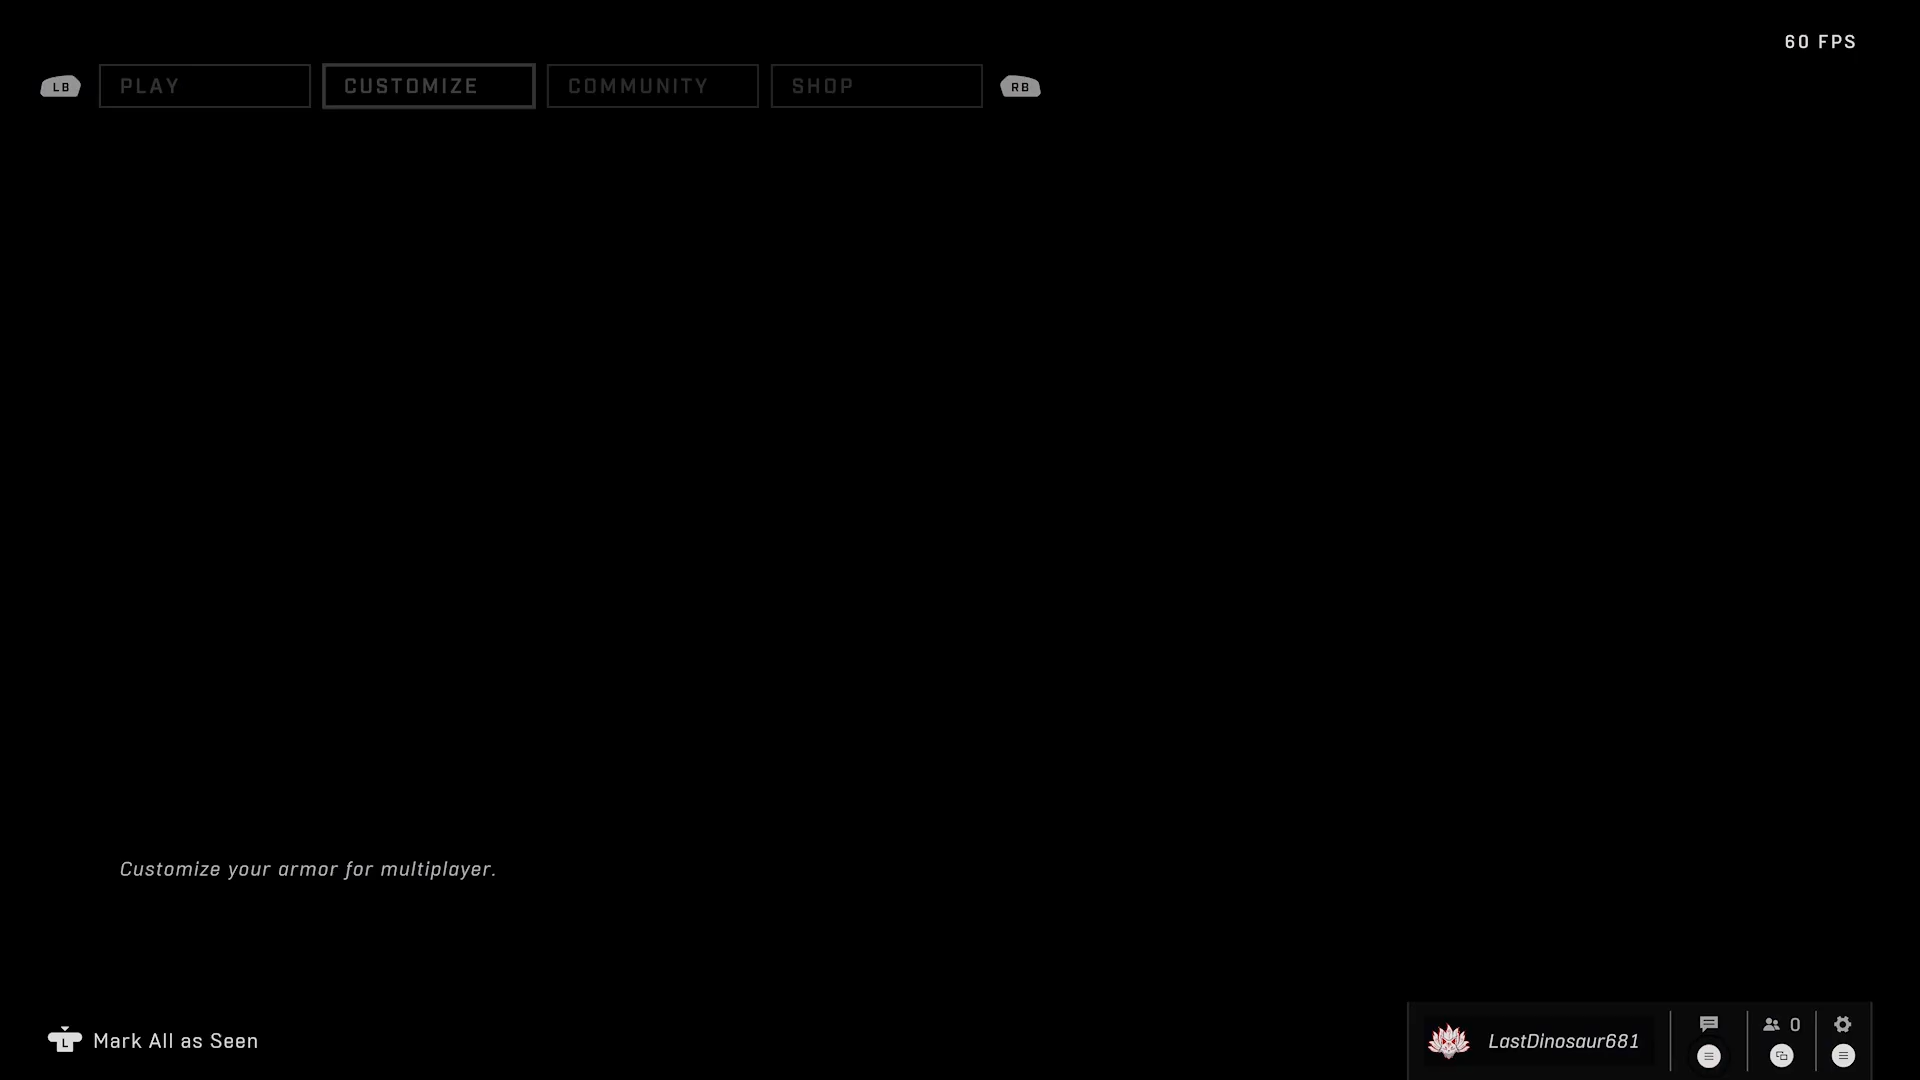 60 FPS
LB PLAY CUSTOMIZE COMMUNITY SHOP RB
Customize your armor for multiplayer.
L Mark All as Seen
LastDinosaur681 0